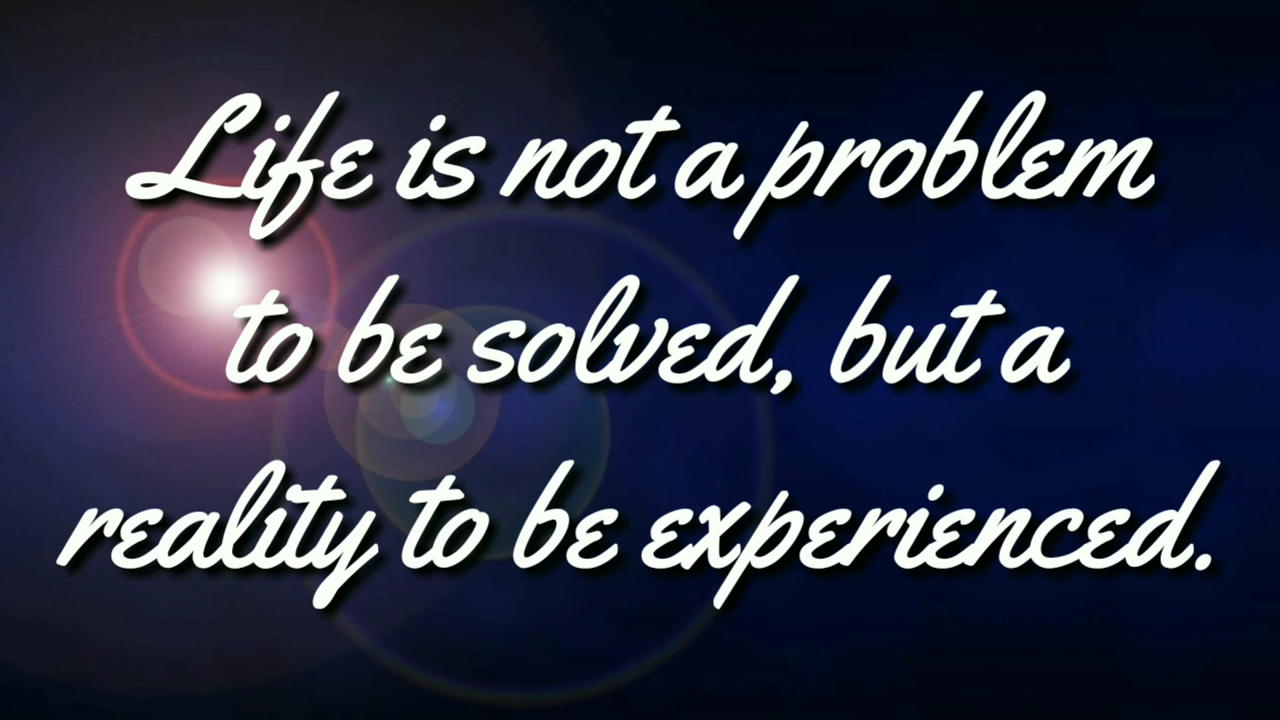 Life is not a problem
to be solved, but a
reality to be experienced.